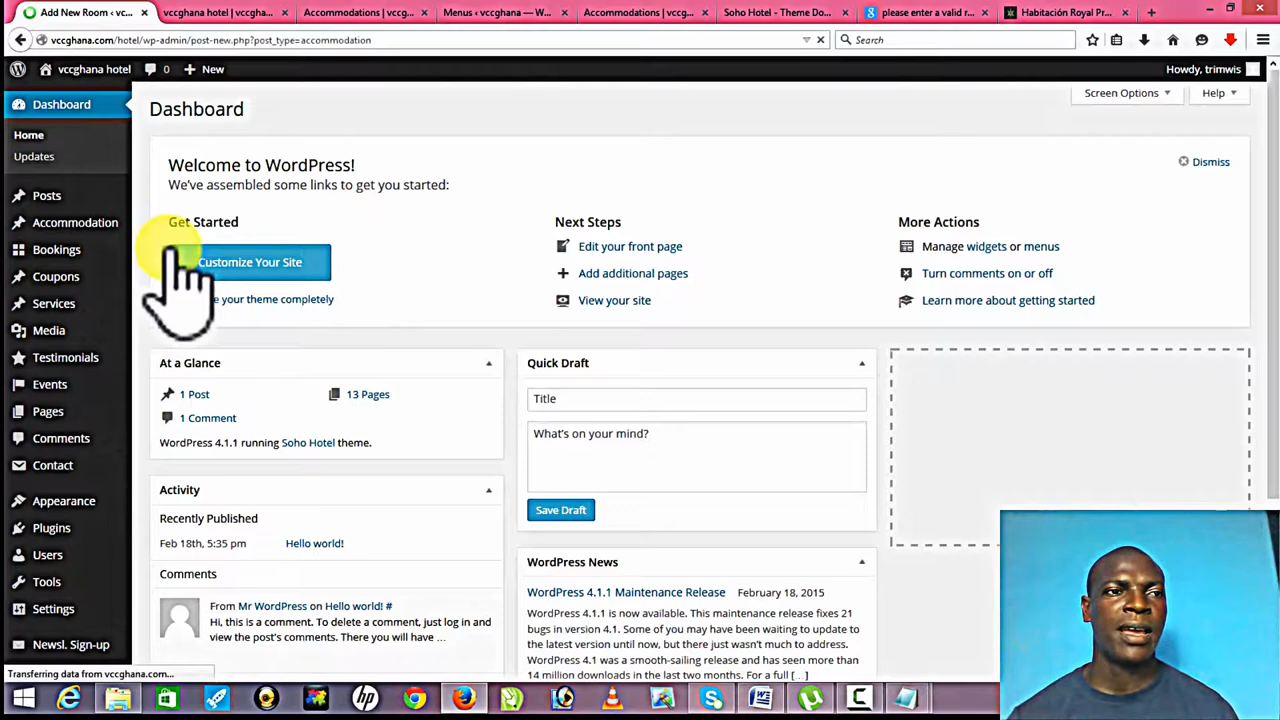 Add New Room ‹ vcc...
vccghana hotel | vccgha...
Accommodations | vccg...
Menus ‹ vccghana — W...
Accommodations | vccg...
Soho Hotel - Theme Do...
please enter a valid r...
Habitación Royal Pr...
vccghana.com/hotel/wp-admin/post-new.php?post_type=accommodation
Search
vccghana hotel
0
New
Howdy, trimwis
Dashboard
Home
Updates
Posts
Accommodation
Bookings
Coupons
Services
Media
Testimonials
Events
Pages
Comments
Contact
Appearance
Plugins
Users
Tools
Settings
Newsl. Sign-up
Dashboard
Screen Options
Help
Welcome to WordPress!
We've assembled some links to get you started:
Dismiss
Get Started
Customize Your Site
your theme completely
Next Steps
Edit your front page
Add additional pages
View your site
More Actions
Manage widgets or menus
Turn comments on or off
Learn more about getting started
At a Glance
1 Post
13 Pages
1 Comment
WordPress 4.1.1 running Soho Hotel theme.
Activity
Recently Published
Feb 18th, 5:35 pm
Hello world!
Comments
From Mr WordPress on Hello world! #
Hi, this is a comment. To delete a comment, just log in and
view the post's comments. There you will have ...
Quick Draft
Title
What's on your mind?
Save Draft
WordPress News
WordPress 4.1.1 Maintenance Release February 18, 2015
WordPress 4.1.1 is now available. This maintenance release fixes 21
bugs in version 4.1. Some of you may have been waiting to update to
the latest version until now, but there just wasn't much to address.
WordPress 4.1 was a smooth-sailing release and has seen more than
14 million downloads in the last two months. For a full [...]
Transferring data from vccghana.com...